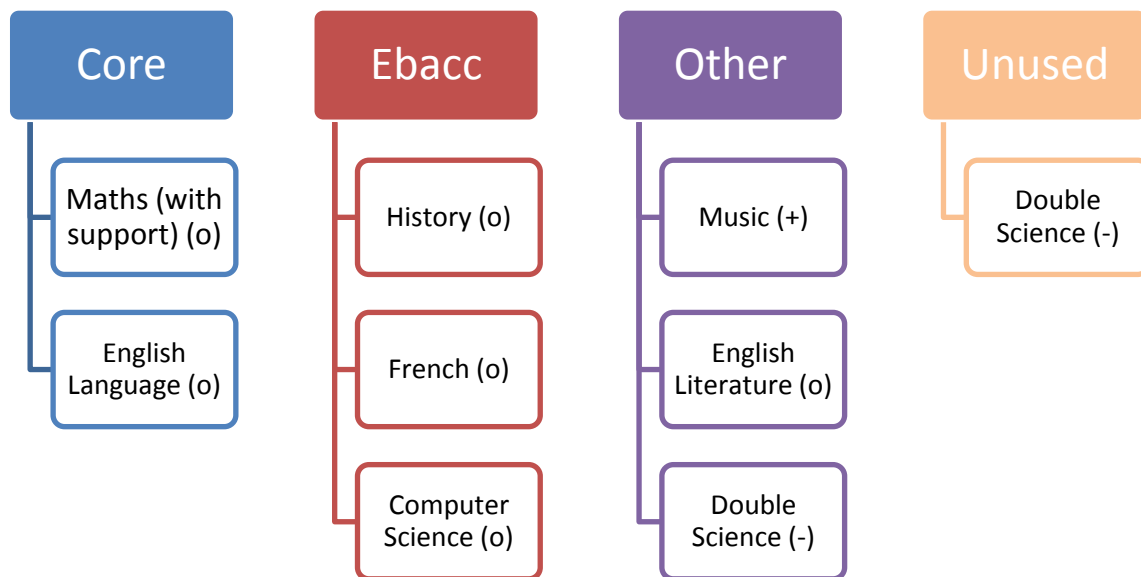 Core
Maths (with
support) (o)
English
Language (o)
Ebacc
History (o)
French (o)
Computer
Science (o)
Other
Music (+)
English
Literature (o)
Double
Science (-)
Unused
Double
Science (-)